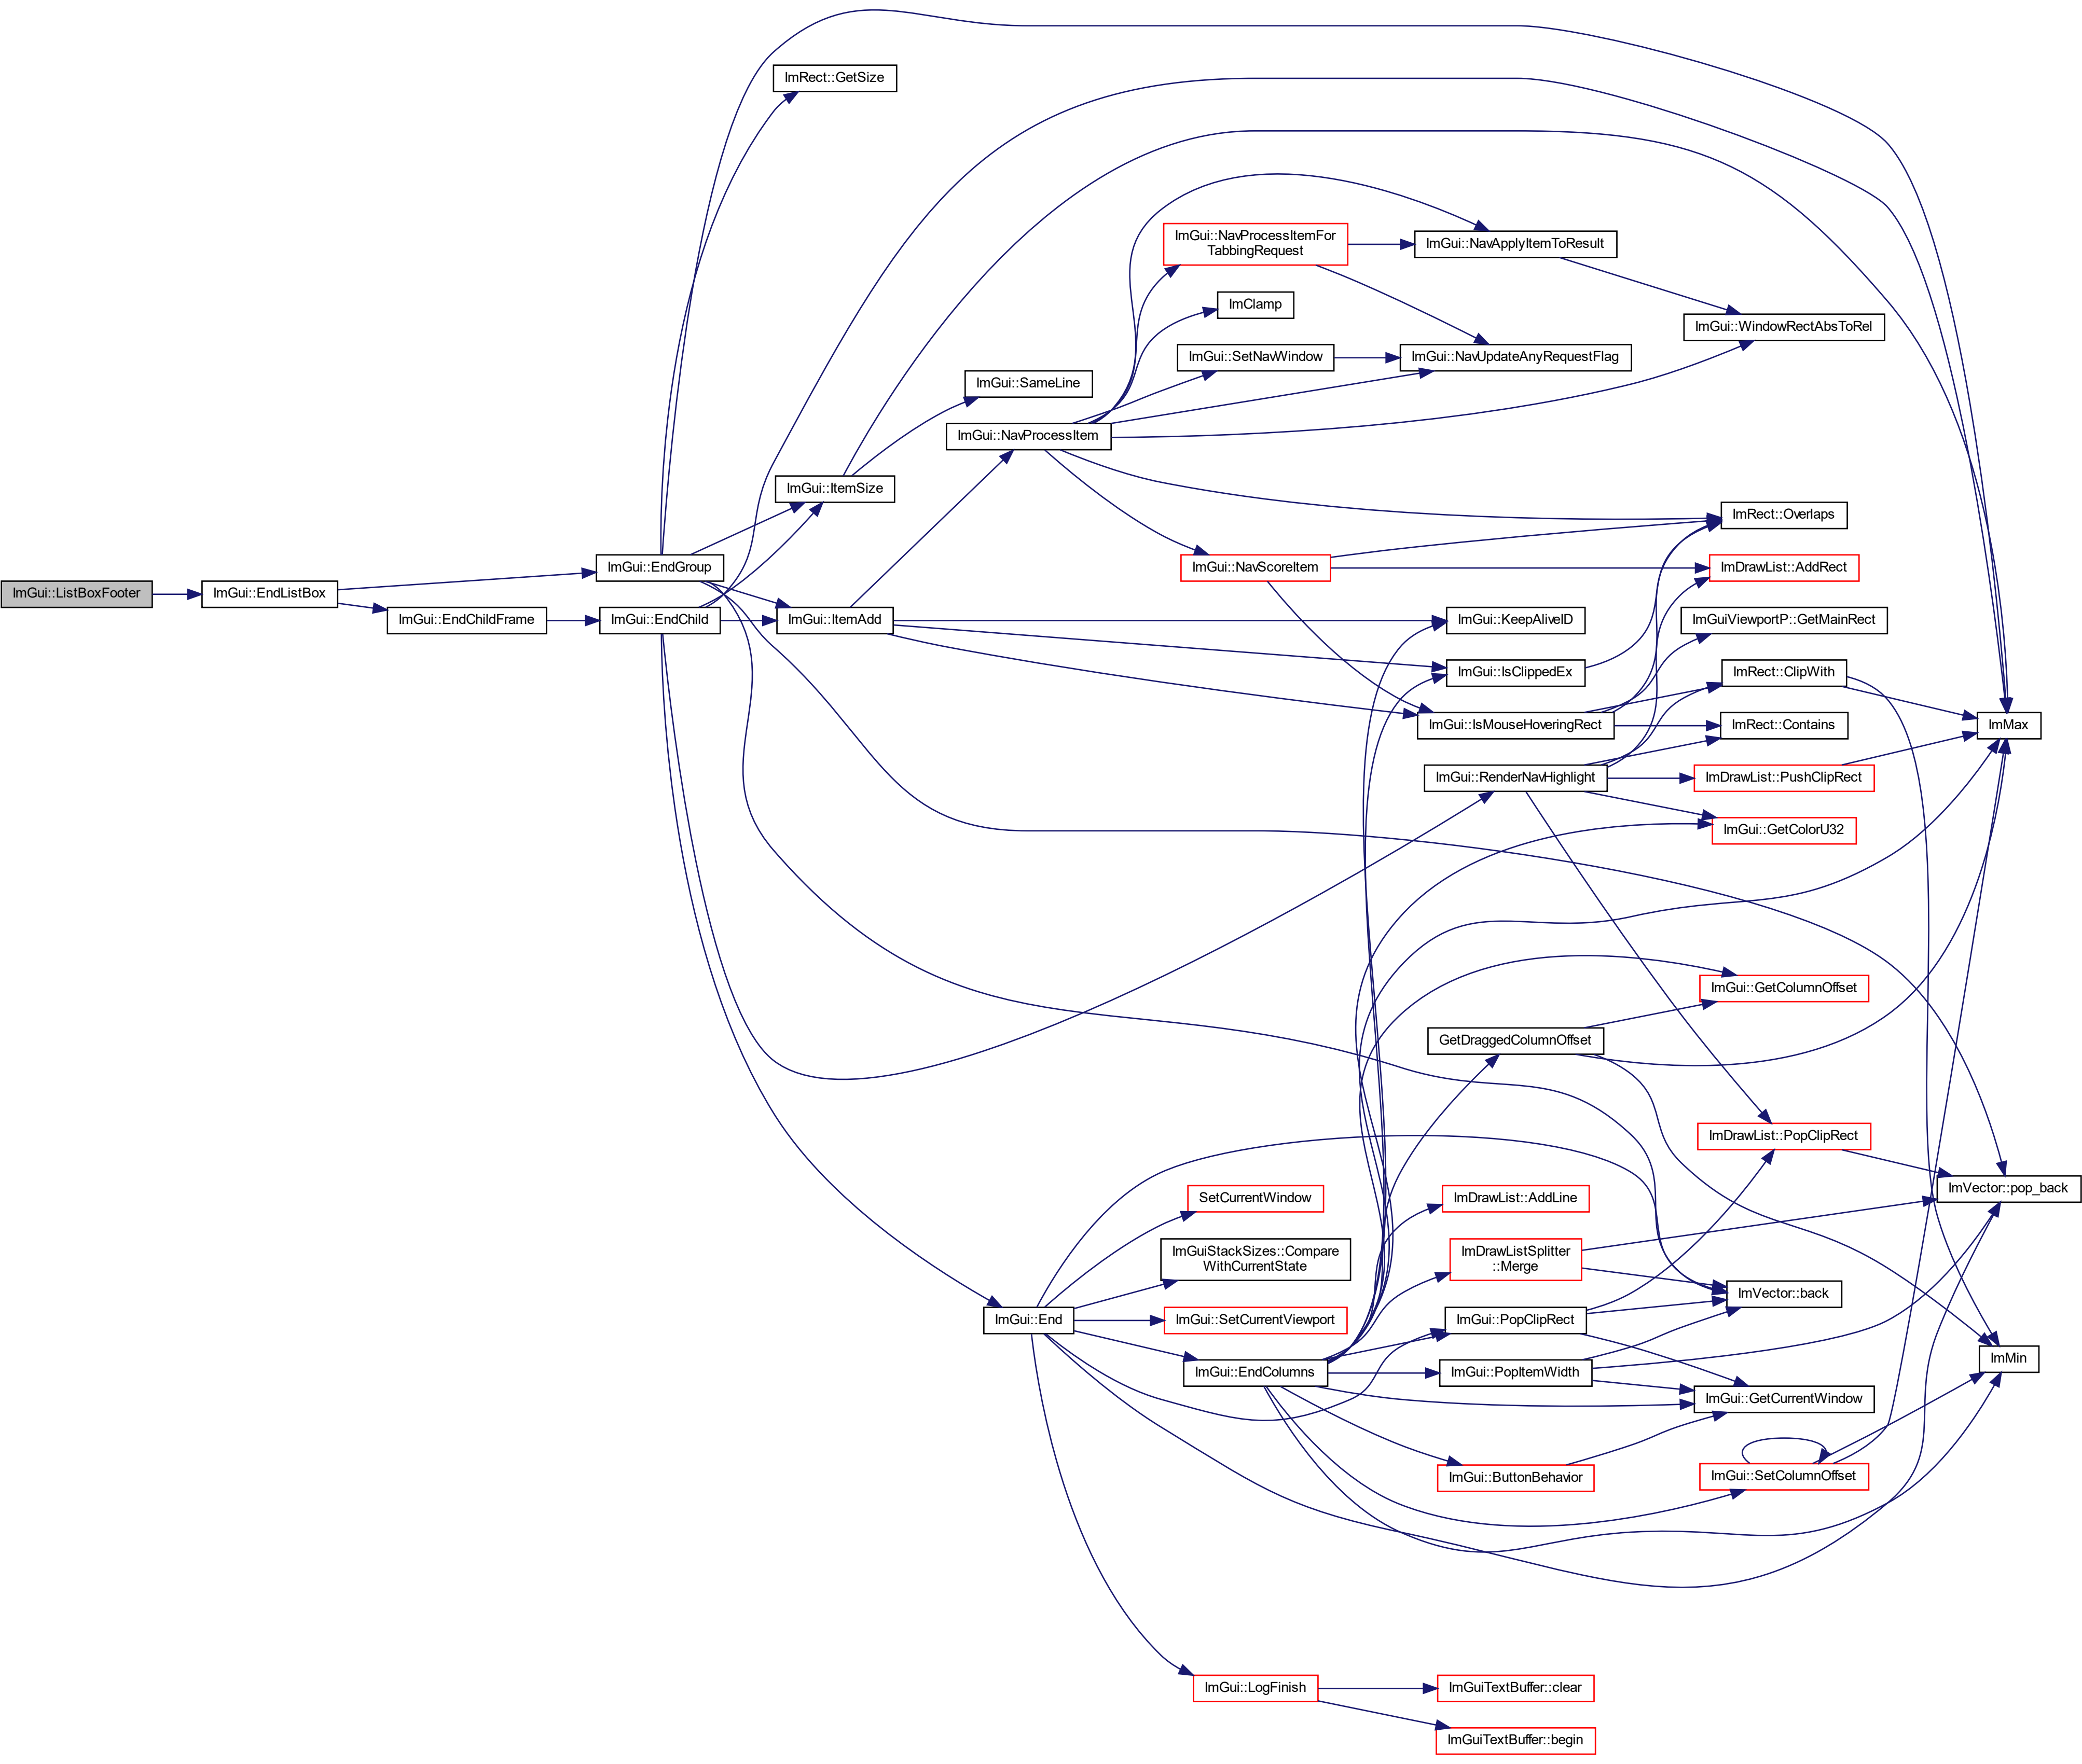 ImRect::GetSize
ImGui::NavProcessItemFor
TabbingRequest
ImGui::NavApplyItemToResult
ImClamp
ImGui::WindowRectAbsToRel
ImGui::SetNavWindow
ImGui::NavUpdateAnyRequestFlag
ImGui::SameLine
ImGui::NavProcessItem
ImGui::ItemSize
ImRect::Overlaps
ImGui::EndGroup
ImGui::NavScoreItem
ImDrawList::AddRect
ImGui::ListBoxFooter
ImGui::EndListBox
ImGui::EndChildFrame
ImGui::EndChild
ImGui::ItemAdd
ImGui::KeepAliveID
ImGuiViewportP::GetMainRect
ImGui::IsClippedEx
ImRect::ClipWith
ImGui::IsMouseHoveringRect
ImRect::Contains
ImMax
ImGui::RenderNavHighlight
ImDrawList::PushClipRect
ImGui::GetColorU32
ImGui::GetColumnOffset
GetDraggedColumnOffset
ImDrawList::PopClipRect
ImVector::pop_back
SetCurrentWindow
ImDrawList::AddLine
ImGuiStackSizes::Compare
WithCurrentState
ImDrawListSplitter
::Merge
ImVector::back
ImGui::End
ImGui::SetCurrentViewport
ImGui::PopClipRect
ImMin
ImGui::EndColumns
ImGui::PopItemWidth
ImGui::GetCurrentWindow
ImGui::ButtonBehavior
ImGui::SetColumnOffset
ImGui::LogFinish
ImGuiTextBuffer::clear
ImGuiTextBuffer::begin